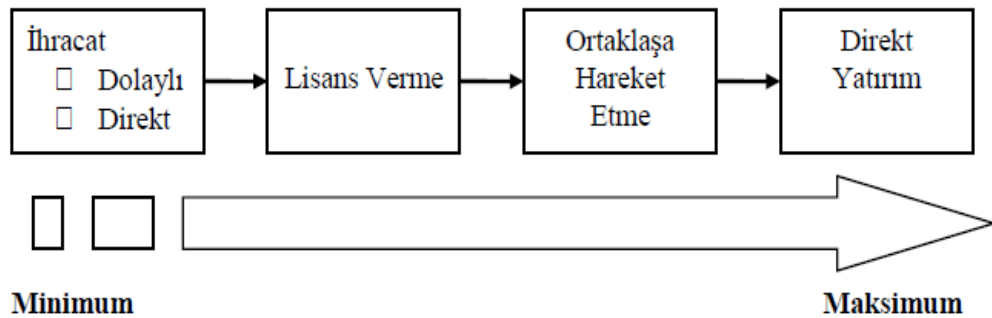 İhracat
□ Dolaylı
□ Direkt
Lisans Verme
Ortaklaşa
Hareket
Etme
Direkt
Yatırım
Minimum
Maksimum